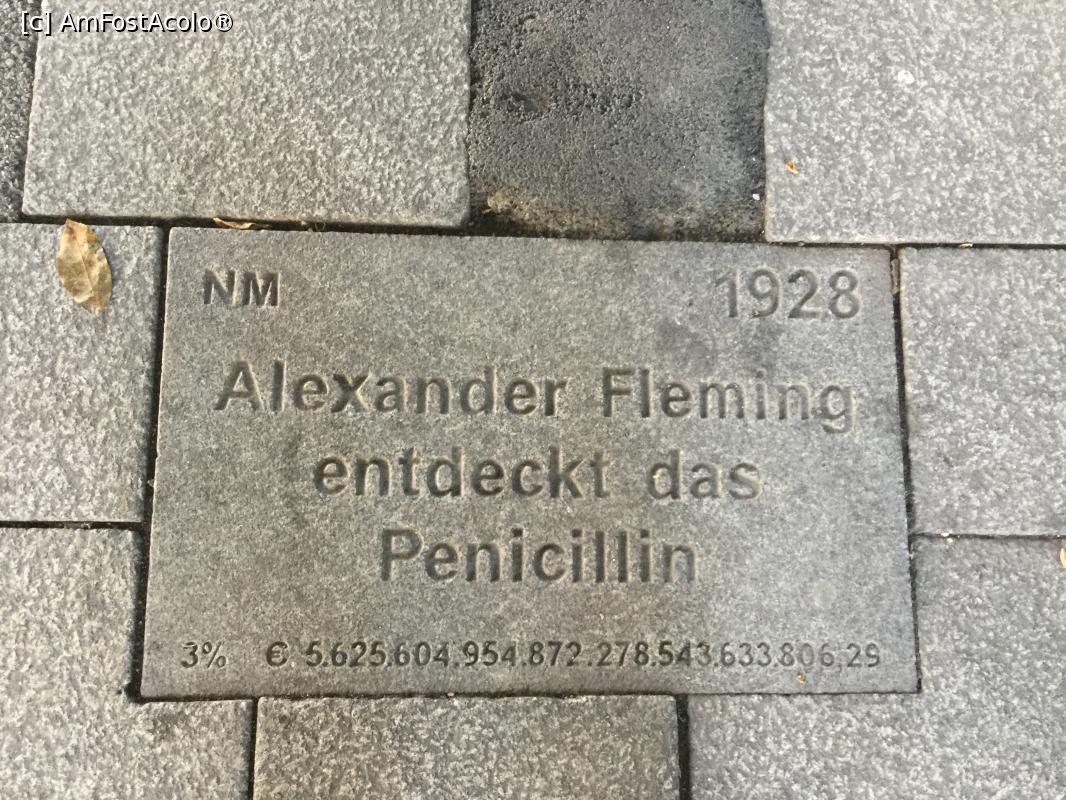 [c] AmFostAcolo®
NM 1928
Alexander Fleming
entdeckt das
Penicillin
3% € 5.625.604.954.872.278.543.633.806,29